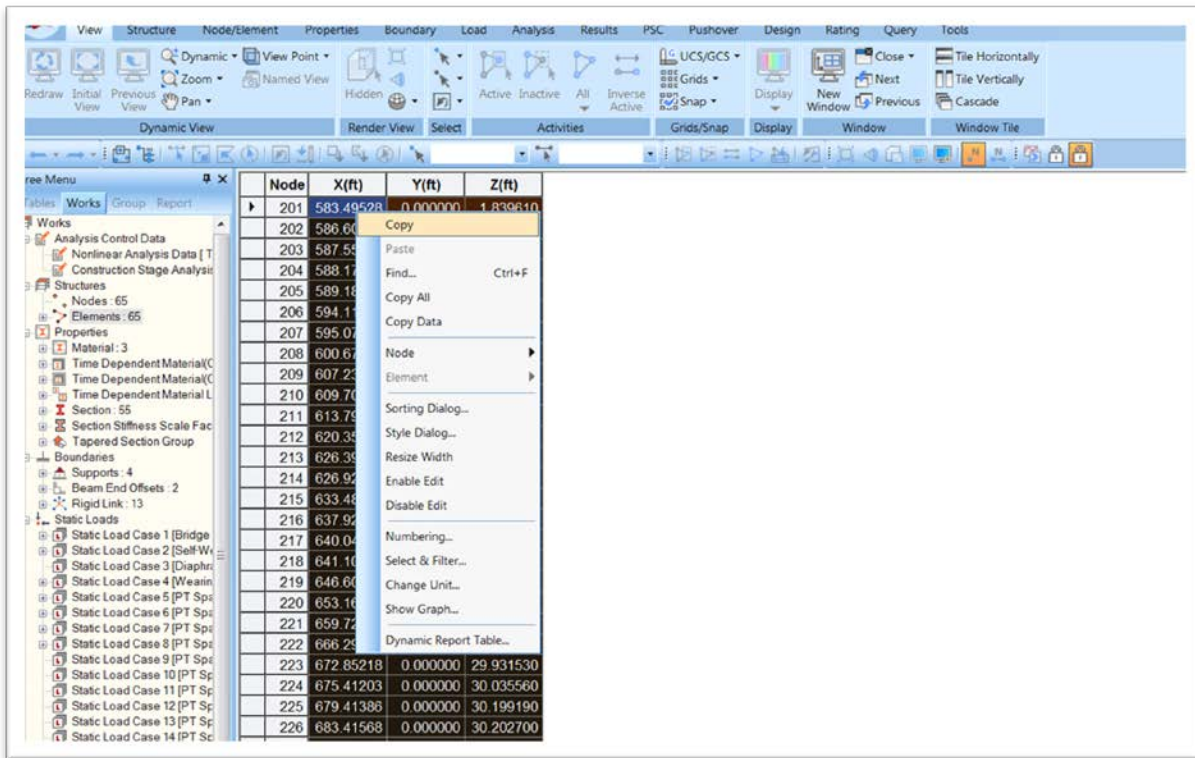 View Structure Node/Element Properties Boundary Load Analysis Results PSC Pushover Design Rating Query Tools
Redraw Initial View Previous View Dynamic Zoom Pan View Point Named View Hidden Active Inactive All Inverse Active UCS/GCS Grids Snap Display New Window Close Next Previous Tile Horizontally Tile Vertically Cascade
Dynamic View Render View Select Activities Grids/Snap Display Window Window Tile
ree Menu
Tables Works Group Report
Works
Analysis Control Data
Nonlinear Analysis Data [ T
Construction Stage Analysis
Structures
Nodes : 65
Elements : 65
Properties
Material : 3
Time Dependent Material(C
Time Dependent Material(C
Time Dependent Material L
Section : 55
Section Stiffness Scale Fac
Tapered Section Group
Boundaries
Supports : 4
Beam End Offsets : 2
Rigid Link : 13
Static Loads
Static Load Case 1 [Bridge
Static Load Case 2 [Self-We
Static Load Case 3 [Diaphra
Static Load Case 4 [Wearin
Static Load Case 5 [PT Spa
Static Load Case 6 [PT Spa
Static Load Case 7 [PT Spa
Static Load Case 8 [PT Spa
Static Load Case 9 [PT Spa
Static Load Case 10 [PT Sp
Static Load Case 11 [PT Sp
Static Load Case 12 [PT Sp
Static Load Case 13 [PT Sp
Static Load Case 14 [PT Sp
Node X(ft) Y(ft) Z(ft)
201 583.49528 0.000000 1.839610
202 586.60
203 587.55
204 588.17
205 589.18
206 594.11
207 595.07
208 600.67
209 607.23
210 609.70
211 613.79
212 620.35
213 626.39
214 626.92
215 633.48
216 637.92
217 640.04
218 641.10
219 646.60
220 653.16
221 659.72
222 666.29
223 672.85218 0.000000 29.931530
224 675.41203 0.000000 30.035560
225 679.41386 0.000000 30.199190
226 683.41568 0.000000 30.202700
Copy
Paste
Find... Ctrl+F
Copy All
Copy Data
Node
Element
Sorting Dialog...
Style Dialog...
Resize Width
Enable Edit
Disable Edit
Numbering...
Select & Filter...
Change Unit...
Show Graph...
Dynamic Report Table...